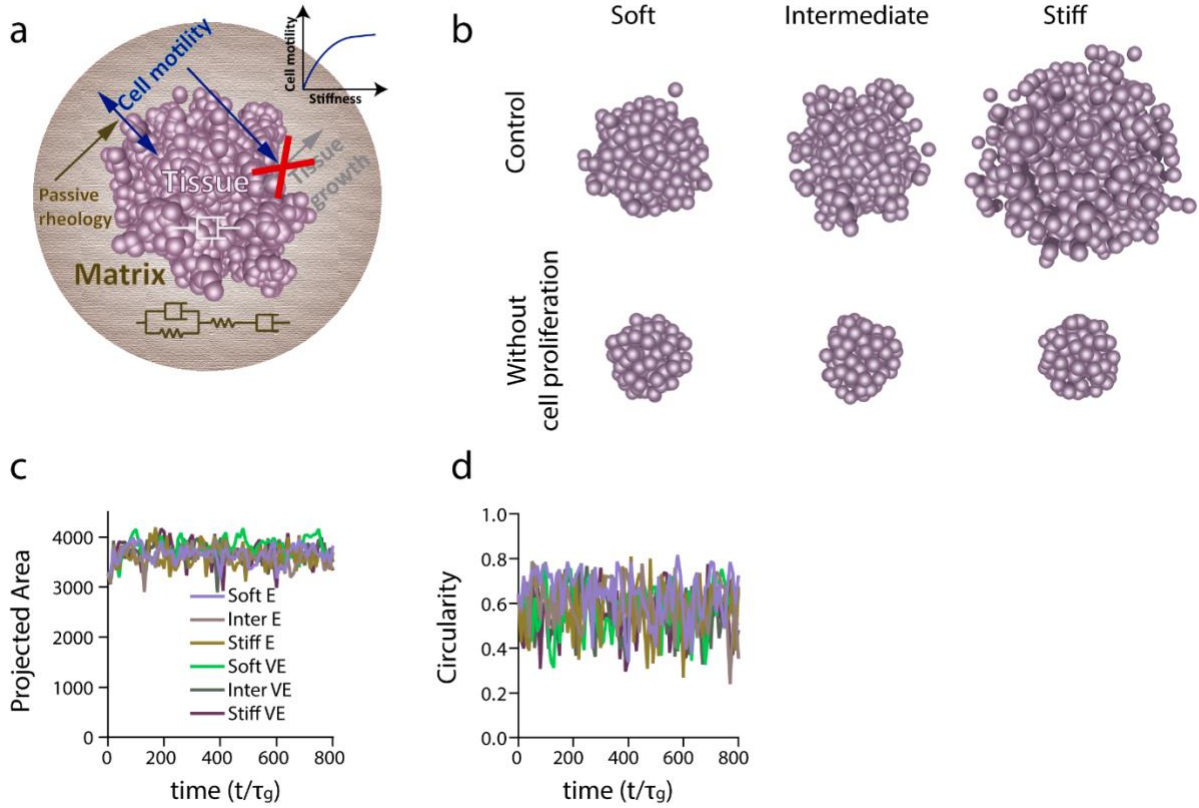 a
Cell motility
Cell motility
Stiffness
Tissue
growth
Tissue
Passive
rheology
Matrix
b
Soft Intermediate Stiff
Control
Without
cell proliferation
c
Projected Area
4000
3000
2000
1000
0
Soft E
Inter E
Stiff E
Soft VE
Inter VE
Stiff VE
0 200 400 600 800
time (t/τg)
d
Circularity
1.0
0.8
0.6
0.4
0.2
0.0
0 200 400 600 800
time (t/τg)